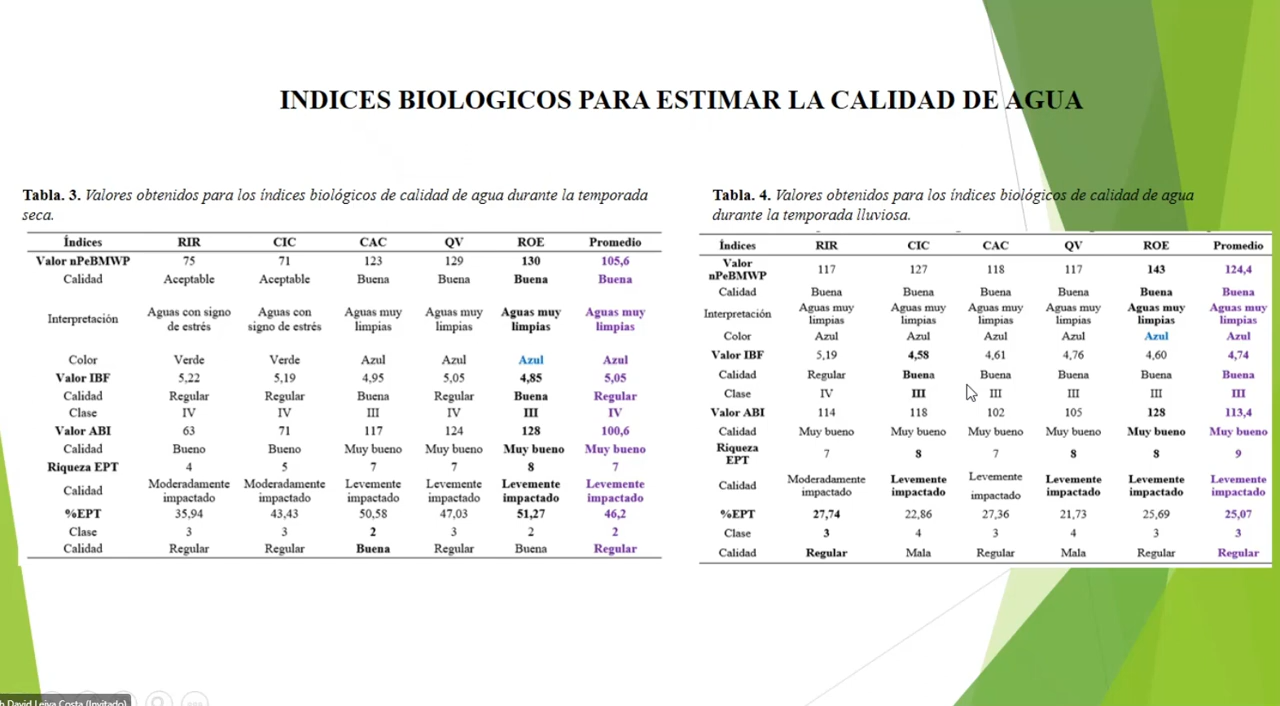 INDICES BIOLOGICOS PARA ESTIMAR LA CALIDAD DE AGUA
Tabla. 3. Valores obtenidos para los índices biológicos de calidad de agua durante la temporada
seca.
Índices RIR CIC CAC QV ROE Promedio
Valor nPeBMWP 75 71 123 129 130 105,6
Calidad Aceptable Aceptable Buena Buena Buena Buena
Interpretación Aguas con signo de estrés Aguas con signo de estrés Aguas muy limpias Aguas muy limpias Aguas muy limpias Aguas muy limpias
Color Verde Verde Azul Azul Azul Azul
Valor IBF 5,22 5,19 4,95 5,05 4,85 5,05
Calidad Regular Regular Buena Regular Buena Regular
Clase IV IV III IV III IV
Valor ABI 63 71 117 124 128 100,6
Calidad Bueno Bueno Muy bueno Muy bueno Muy bueno Muy bueno
Riqueza EPT 4 5 7 7 8 7
Calidad Moderadamente impactado Moderadamente impactado Levemente impactado Levemente impactado Levemente impactado Levemente impactado
%EPT 35,94 43,43 50,58 47,03 51,27 46,2
Clase 3 3 2 3 2 2
Calidad Regular Regular Buena Regular Buena Regular
Tabla. 4. Valores obtenidos para los índices biológicos de calidad de agua
durante la temporada lluviosa.
Índices RIR CIC CAC QV ROE Promedio
Valor nPeBMWP 117 127 118 117 143 124,4
Calidad Buena Buena Buena Buena Buena Buena
Interpretación Aguas muy limpias Aguas muy limpias Aguas muy limpias Aguas muy limpias Aguas muy limpias Aguas muy limpias
Color Azul Azul Azul Azul Azul Azul
Valor IBF 5,19 4,58 4,61 4,76 4,60 4,74
Calidad Regular Buena Buena Buena Buena Buena
Clase IV III III III III III
Valor ABI 114 118 102 105 128 113,4
Calidad Muy bueno Muy bueno Muy bueno Muy bueno Muy bueno Muy bueno
Riqueza EPT 7 8 7 8 8 9
Calidad Moderadamente impactado Levemente impactado Levemente impactado Levemente impactado Levemente impactado Levemente impactado
%EPT 27,74 22,86 27,36 21,73 25,69 25,07
Clase 3 4 3 4 3 3
Calidad Regular Mala Regular Mala Regular Regular
h David Leiva Costa (Invitado)